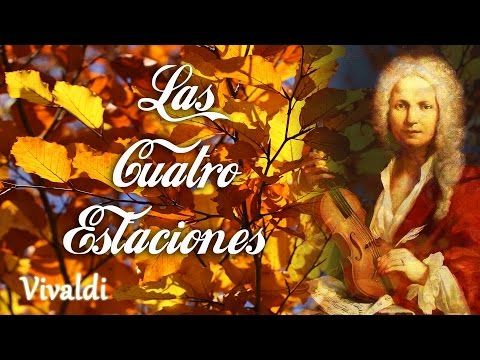 Las
Cuatro
Estaciones
Vivaldi